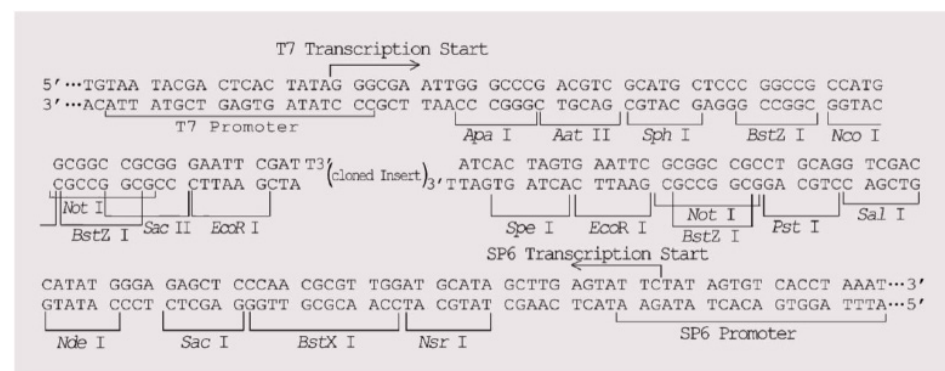 T7 Transcription Start
5′···TGTAA TACGA CTCAC TATAG GGCGA ATTGG GCCCG ACGTC GCATG CTCCC GGCCG CCATG
3′···ACATT ATGCT GAGTG ATATC CCGCT TAACC CGGGC TGCAG CGTAC GAGGG CCGGC GGTAC
T7 Promoter
Apa I Aat II Sph I BstZ I Nco I
GCGGC CGCGG GAATT CGATT3′ (cloned Insert) ATCAC TAGTG AATTC GCGGC CGCCT GCAGG TCGAC
CGCCG GCGCC CTTAA GCTA 3′TTAGTG ATCAC TTAAG CGCCG GCGGA CGTCC AGCTG
Not I Sac II EcoR I Spe I EcoR I Not I Pst I Sal I
BstZ I BstZ I
SP6 Transcription Start
CATAT GGGA GAGCT CCCAA CGCGT TGGAT GCATA GCTTG AGTAT TCTAT AGTGT CACCT AAAT···3′
GTATA CCCT CTCGA GGGTT GCGCA ACCTA CGTAT CGAAC TCATA AGATA TCACA GTGGA TTTA···5′
Nde I Sac I BstX I Nsr I SP6 Promoter